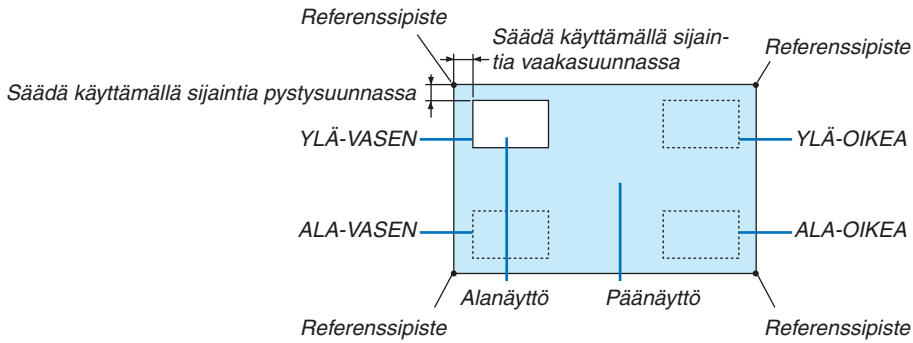 Referenssipiste
Säädä käyttämällä sijain-
tia vaakasuunnassa
Referenssipiste
Säädä käyttämällä sijaintia pystysuunnassa
YLÄ-VASEN
YLÄ-OIKEA
ALA-VASEN
ALA-OIKEA
Alanäyttö
Päänäyttö
Referenssipiste
Referenssipiste